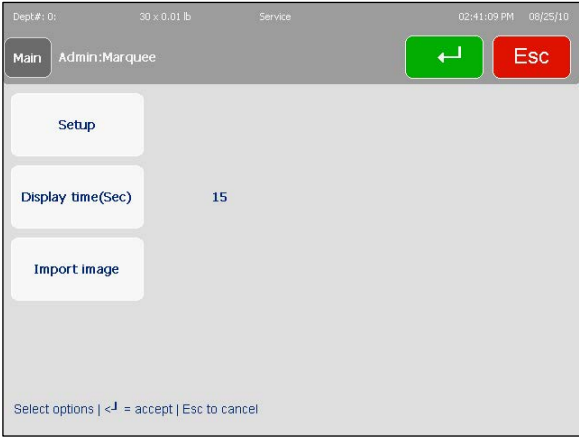 Dept#: 0: 30 x 0.01 lb Service 02:41:09 PM 08/25/10
Main Admin:Marquee ↵ Esc
Setup
Display time(Sec) 15
Import image
Select options | <┘ = accept | Esc to cancel